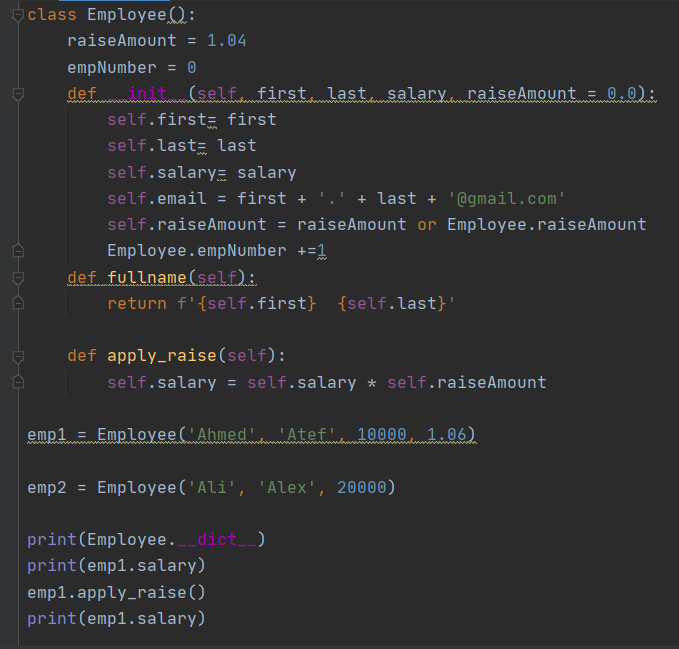 class Employee():
    raiseAmount = 1.04
    empNumber = 0
    def __init__(self, first, last, salary, raiseAmount = 0.0):
        self.first= first
        self.last= last
        self.salary= salary
        self.email = first + '.' + last + '@gmail.com'
        self.raiseAmount = raiseAmount or Employee.raiseAmount
        Employee.empNumber +=1
    def fullname(self):
        return f'{self.first}  {self.last}'

    def apply_raise(self):
        self.salary = self.salary * self.raiseAmount

emp1 = Employee('Ahmed', 'Atef', 10000, 1.06)

emp2 = Employee('Ali', 'Alex', 20000)

print(Employee.__dict__)
print(emp1.salary)
emp1.apply_raise()
print(emp1.salary)